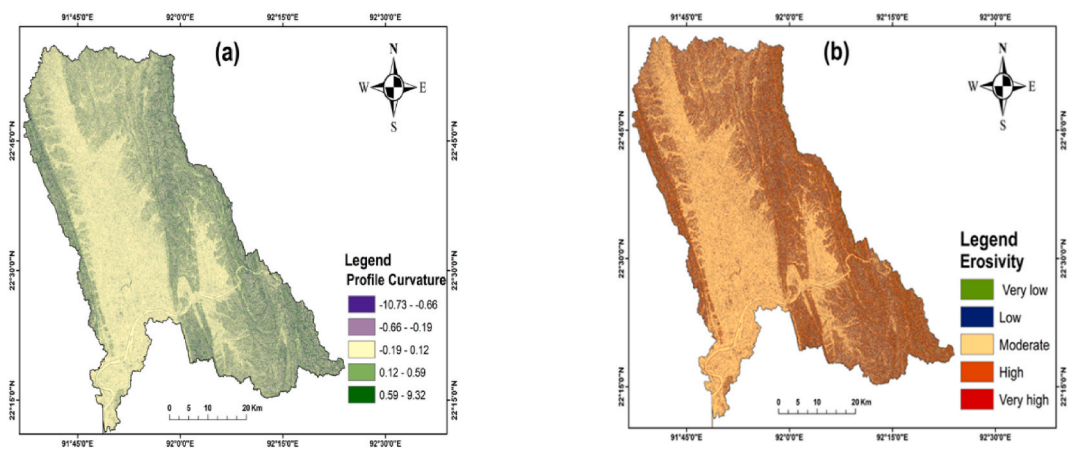 91°45'0"E 92°0'0"E 92°15'0"E 92°30'0"E
(a)
N
W E
S
22°45'0"N 22°45'0"N
22°30'0"N 22°30'0"N
22°15'0"N 22°15'0"N
Legend
Profile Curvature
-10.73 - -0.66
-0.66 - -0.19
-0.19 - 0.12
0.12 - 0.59
0.59 - 9.32
0 5 10 20 Km
91°45'0"E 92°0'0"E 92°15'0"E 92°30'0"E
91°45'0"E 92°0'0"E 92°15'0"E 92°30'0"E
(b)
N
W E
S
22°45'0"N 22°45'0"N
22°30'0"N 22°30'0"N
22°15'0"N 22°15'0"N
Legend
Erosivity
Very low
Low
Moderate
High
Very high
0 5 10 20 Km
91°45'0"E 92°0'0"E 92°15'0"E 92°30'0"E